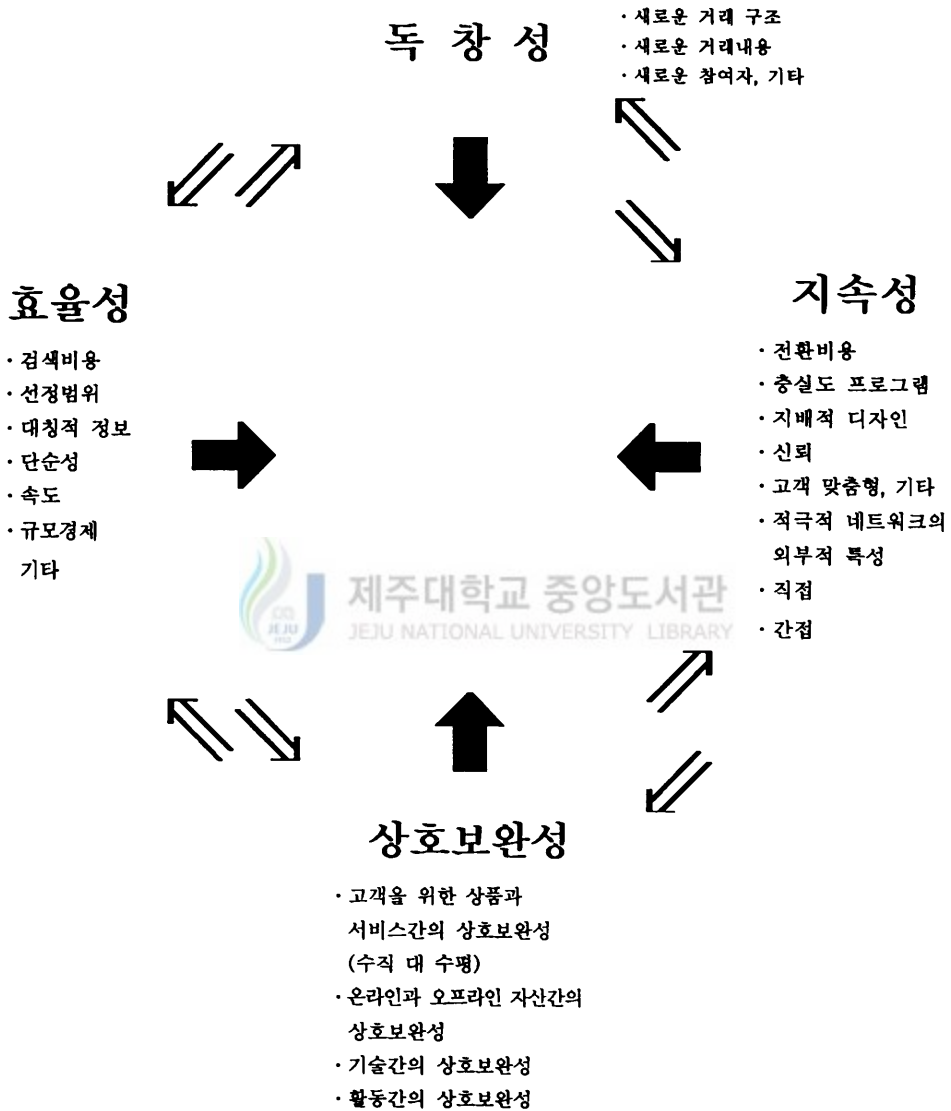 독 창 성
· 새로운 거래 구조
· 새로운 거래내용
· 새로운 참여자, 기타
효율성
· 검색비용
· 선정범위
· 대칭적 정보
· 단순성
· 속도
· 규모경제
기타
지속성
· 전환비용
· 충실도 프로그램
· 지배적 디자인
· 신뢰
· 고객 맞춤형, 기타
· 적극적 네트워크의
외부적 특성
· 직접
· 간접
제주대학교 중앙도서관
JEJU NATIONAL UNIVERSITY LIBRARY
JEJU
1952
상호보완성
· 고객을 위한 상품과
서비스간의 상호보완성
(수직 대 수평)
· 온라인과 오프라인 자산간의
상호보완성
· 기술간의 상호보완성
· 활동간의 상호보완성